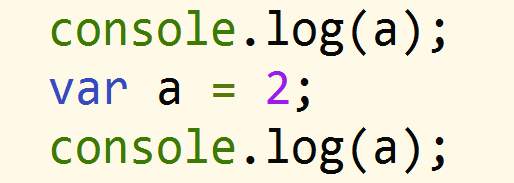 console.log(a);
var a = 2;
console.log(a);